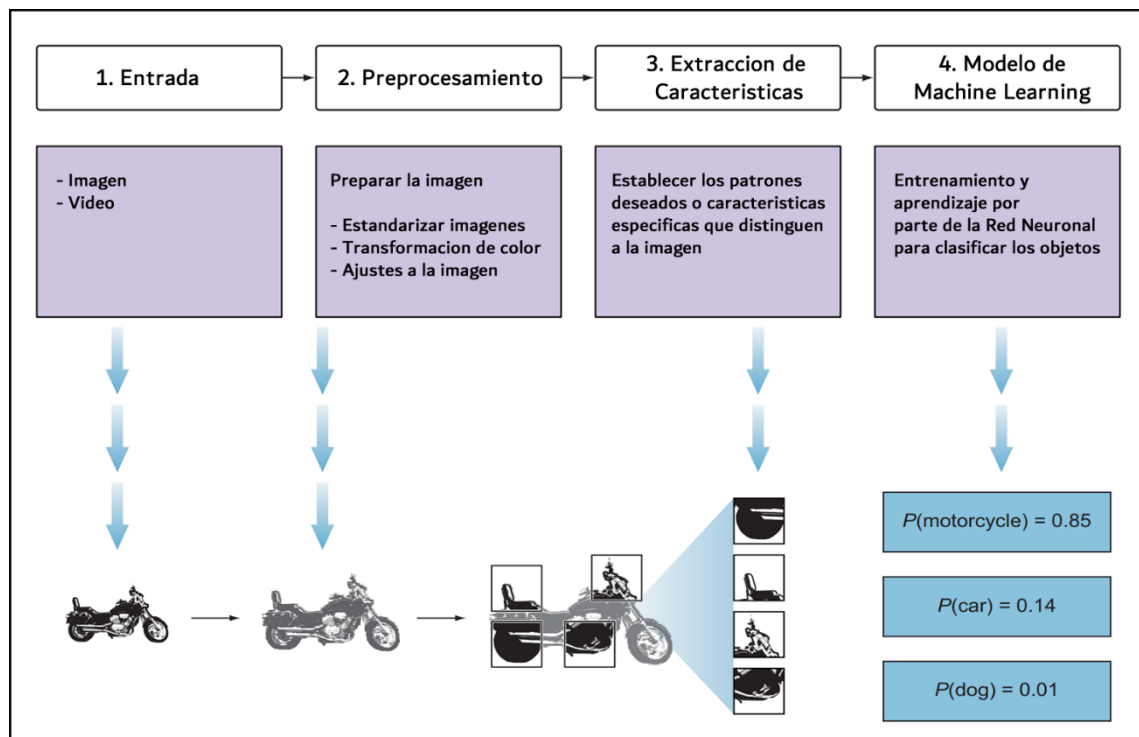 1. Entrada
2. Preprocesamiento
3. Extraccion de
Caracteristicas
4. Modelo de
Machine Learning
- Imagen
- Video
Preparar la imagen
- Estandarizar imagenes
- Transformacion de color
- Ajustes a la imagen
Establecer los patrones
deseados o caracteristicas
especificas que distinguen
a la imagen
Entrenamiento y
aprendizaje por
parte de la Red Neuronal
para clasificar los objetos
P(motorcycle) = 0.85
P(car) = 0.14
P(dog) = 0.01